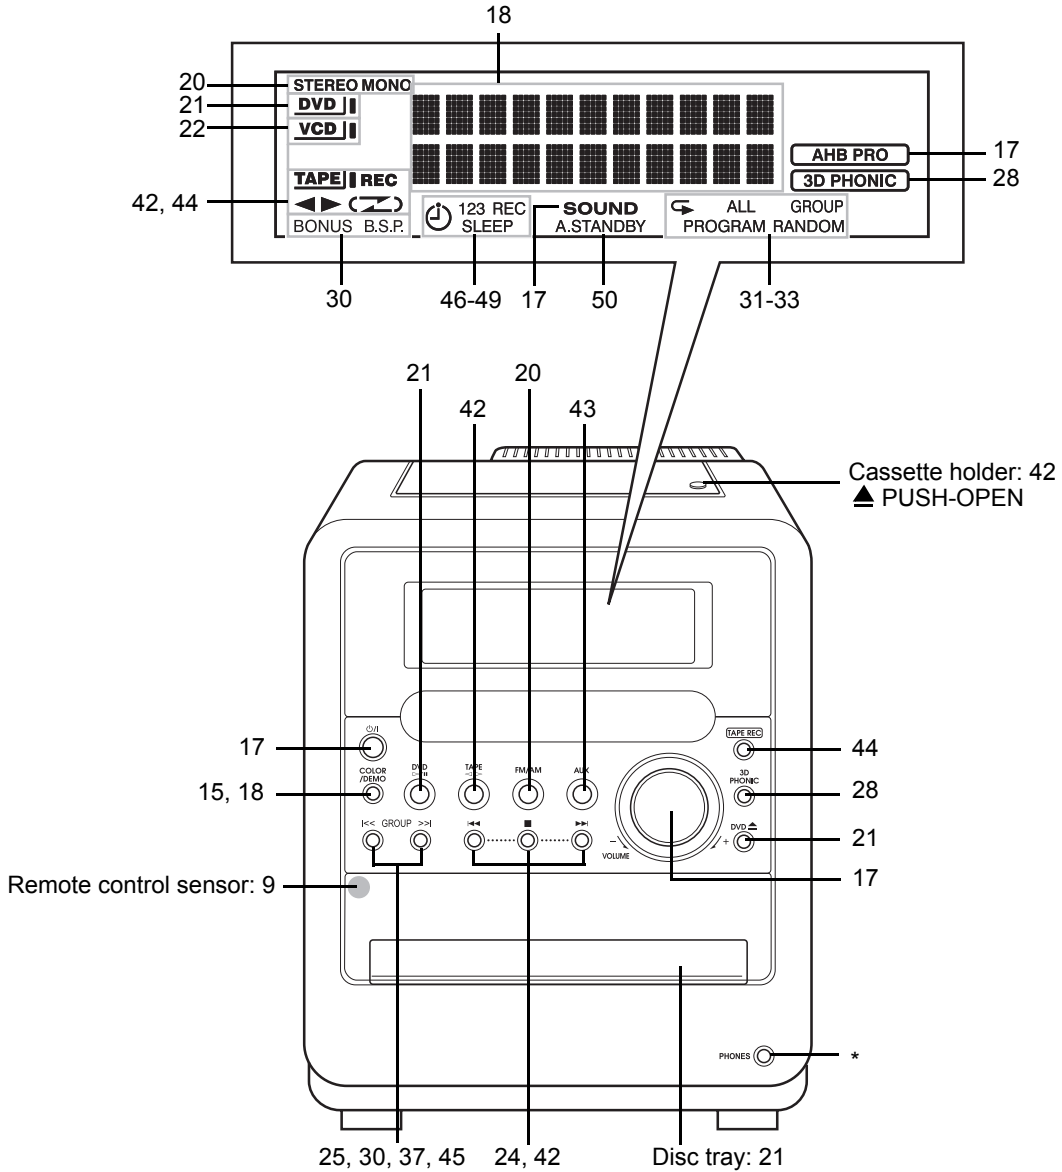 18
20
STEREO MONO
21
DVD
22
VCD
AHB PRO
17
TAPE REC
3D PHONIC
28
42, 44
123 REC
SOUND
ALL GROUP
BONUS B.S.P.
SLEEP
A.STANDBY
PROGRAM RANDOM
30
46-49
17
50
31-33
21
20
42
43
Cassette holder: 42
PUSH-OPEN
⏻/I
TAPE REC
17
44
COLOR
/DEMO
DVD
TAPE
FM/AM
AUX
3D
PHONIC
15, 18
28
I<< GROUP >>I
DVD
21
− +
VOLUME
17
Remote control sensor: 9
PHONES
*
25, 30, 37, 45
24, 42
Disc tray: 21